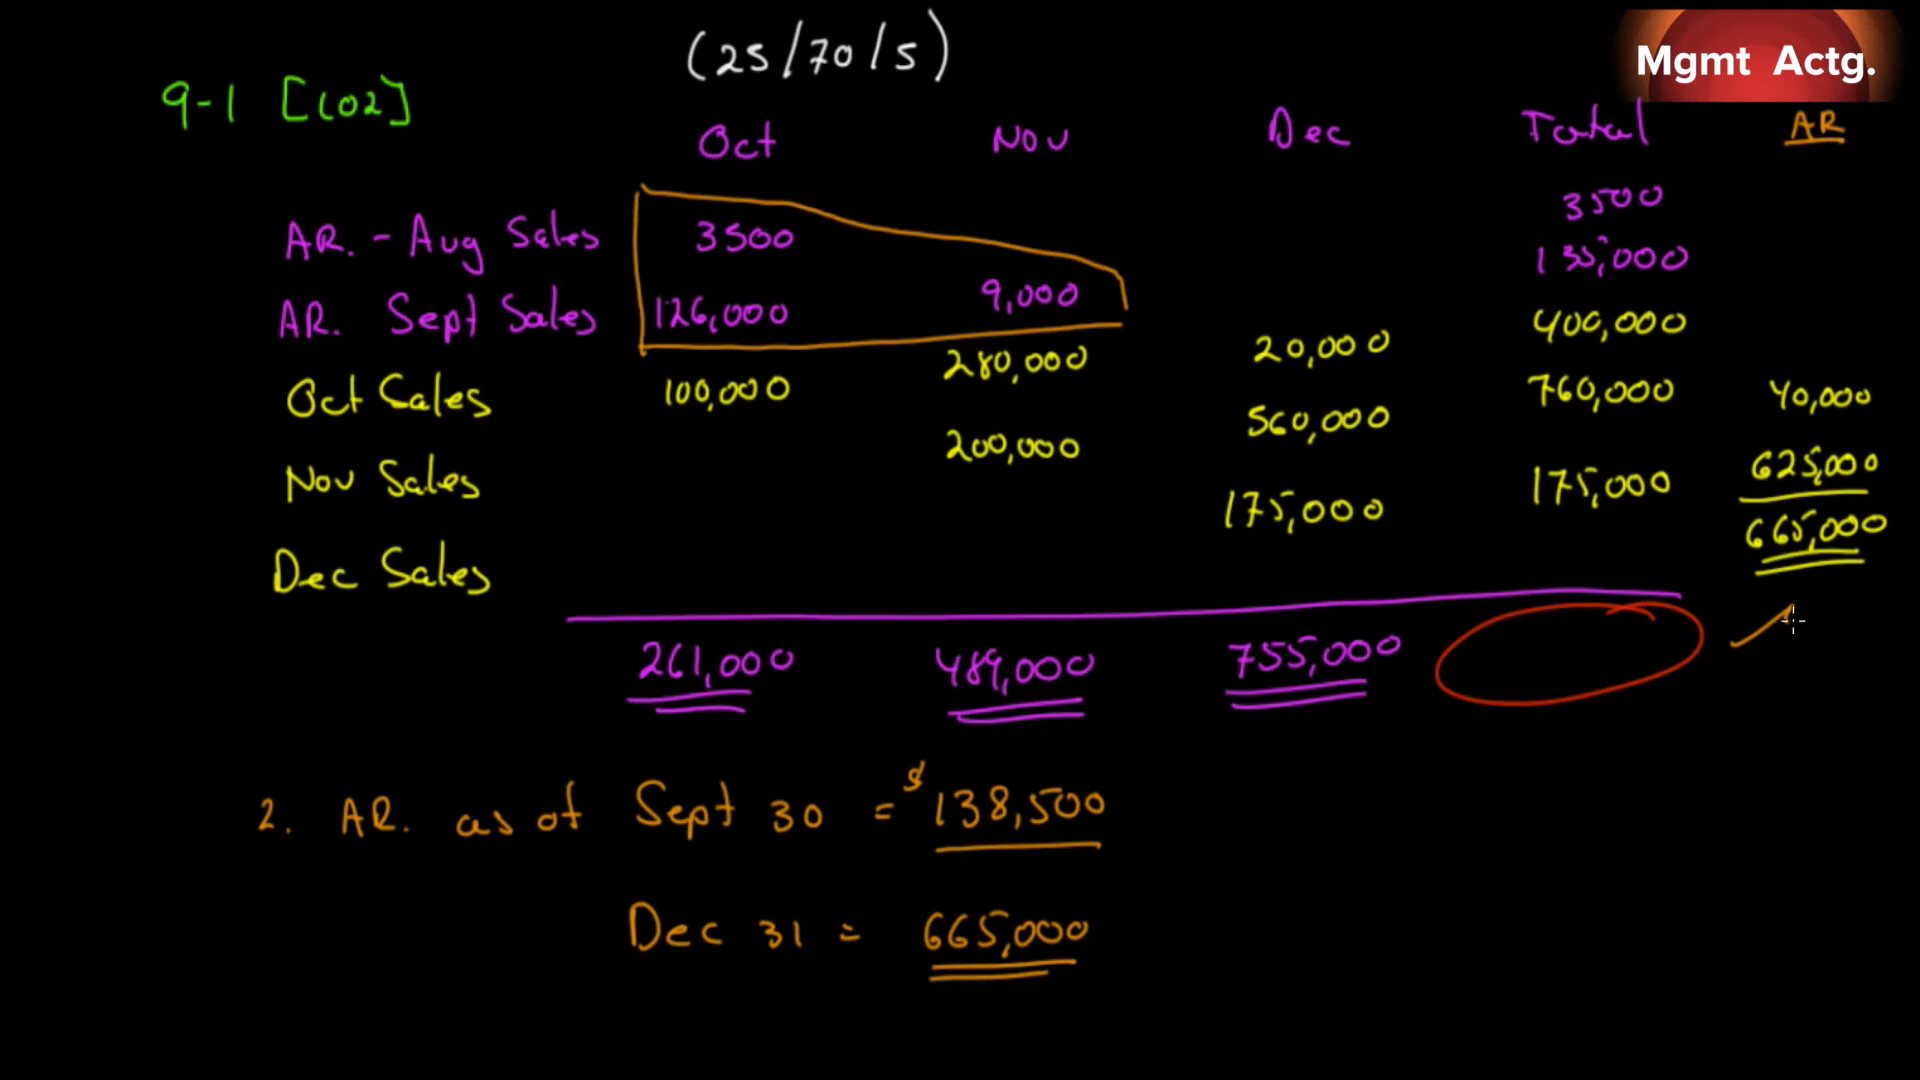 (25/70/5)
Mgmt Actg.
9-1 [LO2]
Oct Nov Dec Total AR
3500
AR. - Aug Sales 3500
135,000
AR. Sept Sales 126,000 9,000
400,000
Oct Sales 100,000 280,000 20,000
760,000 40,000
Nov Sales 200,000 560,000
175,000 625,000
Dec Sales 175,000
665,000
261,000 489,000 755,000
2. AR. as of Sept 30 = $138,500
Dec 31 = 665,000